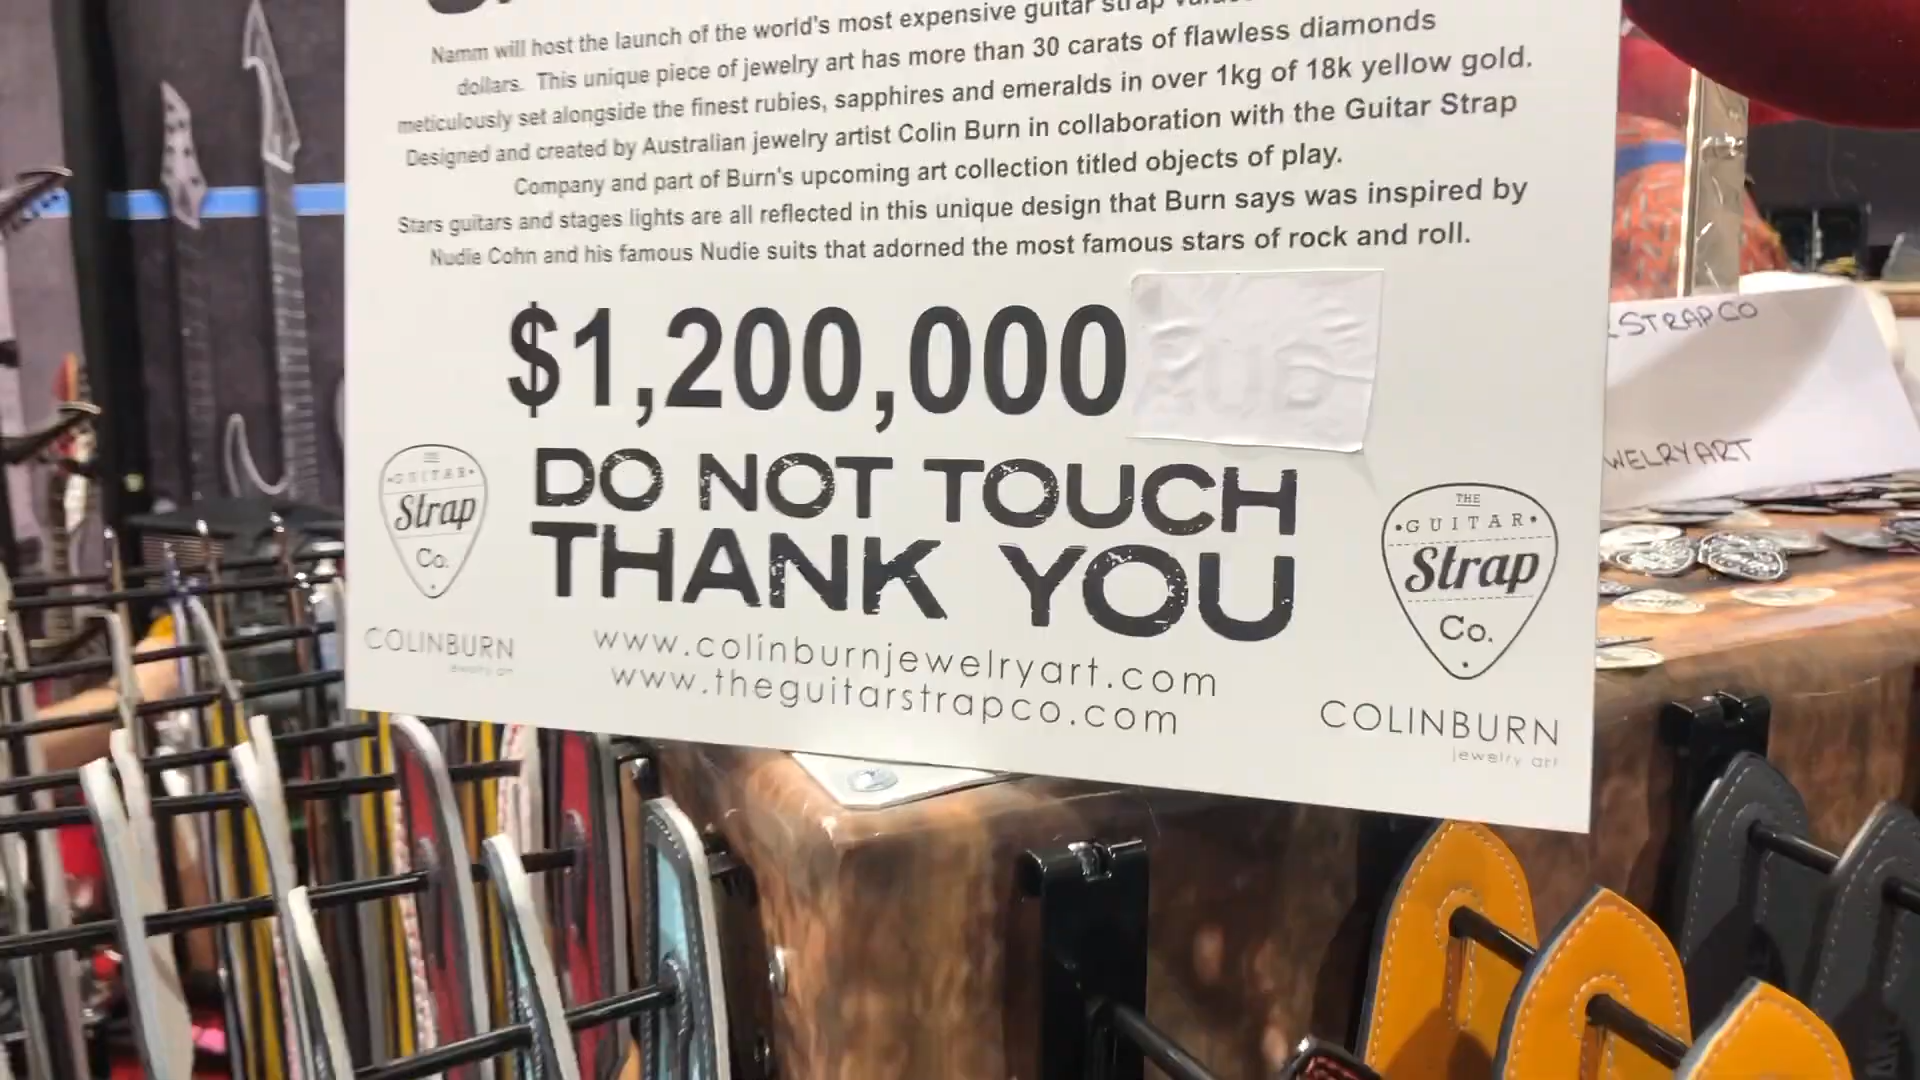 Namm will host the launch of the world's most expensive guitar strap
dollars. This unique piece of jewelry art has more than 30 carats of flawless diamonds
meticulously set alongside the finest rubies, sapphires and emeralds in over 1kg of 18k yellow gold.
Designed and created by Australian jewelry artist Colin Burn in collaboration with the Guitar Strap
Company and part of Burn's upcoming art collection titled objects of play.
Stars guitars and stages lights are all reflected in this unique design that Burn says was inspired by
Nudie Cohn and his famous Nudie suits that adorned the most famous stars of rock and roll.
$1,200,000
DO NOT TOUCH
THANK YOU
THE
•GUITAR•
Strap
Co.
COLINBURN
jewelry art
www.colinburnjewelryart.com
www.theguitarstrapco.com
THE
•GUITAR•
Strap
Co.
COLINBURN
jewelry art
STRAPCO
WELRYART